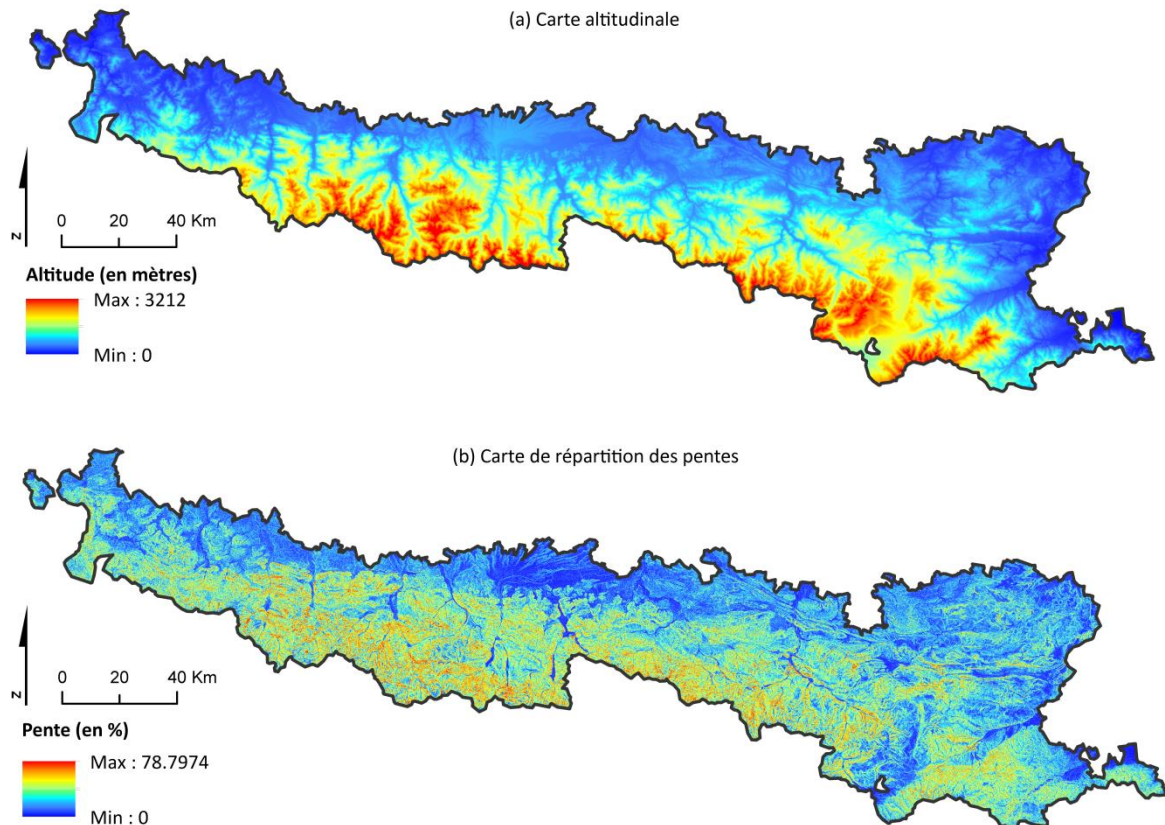 (a) Carte altitudinale
N
0 20 40 Km
Altitude (en mètres)
Max : 3212
Min : 0
(b) Carte de répartition des pentes
N
0 20 40 Km
Pente (en %)
Max : 78.7974
Min : 0